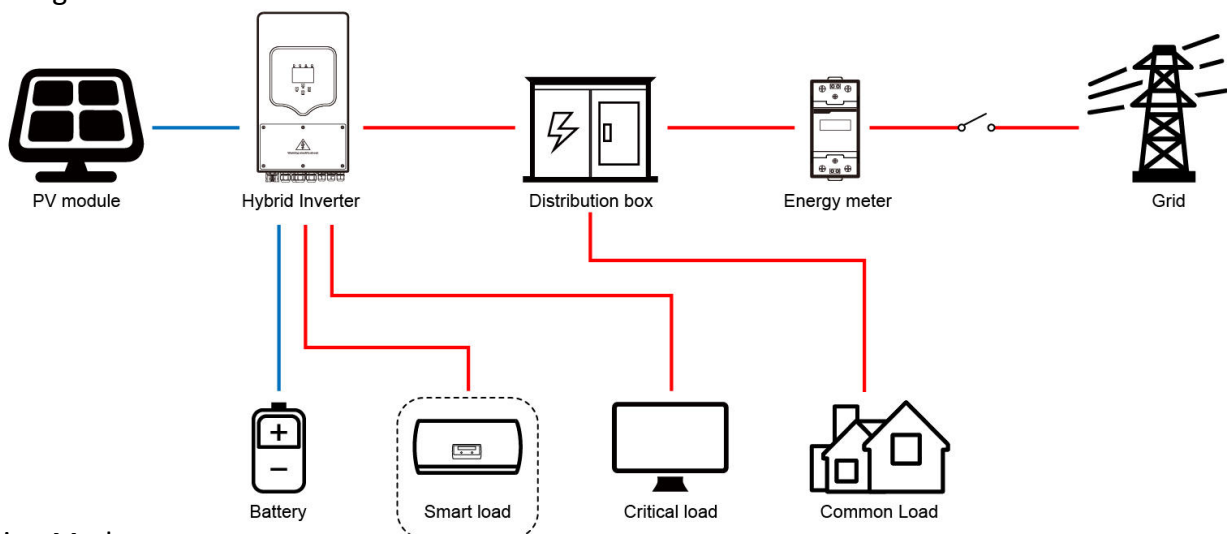 PV module
Hybrid Inverter
Distribution box
Energy meter
Grid
Battery
Smart load
Critical load
Common Load